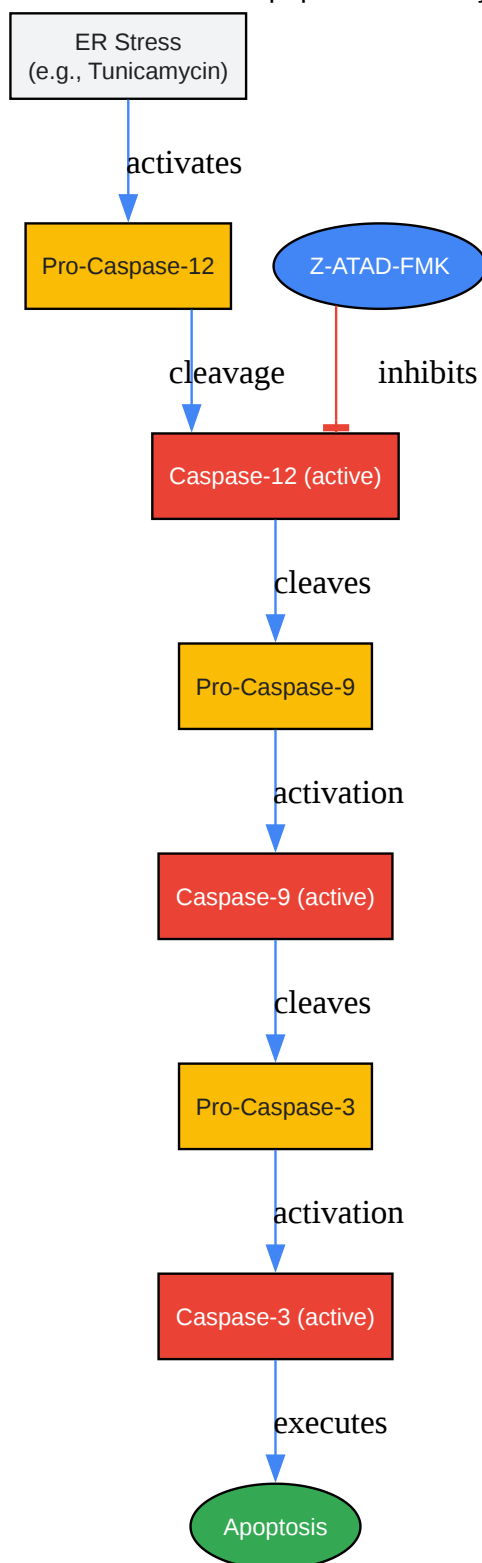 ER Stress
(e.g., Tunicamycin)
activates
Pro-Caspase-12
Z-ATAD-FMK
cleavage
inhibits
Caspase-12 (active)
cleaves
Pro-Caspase-9
activation
Caspase-9 (active)
cleaves
Pro-Caspase-3
activation
Caspase-3 (active)
executes
Apoptosis